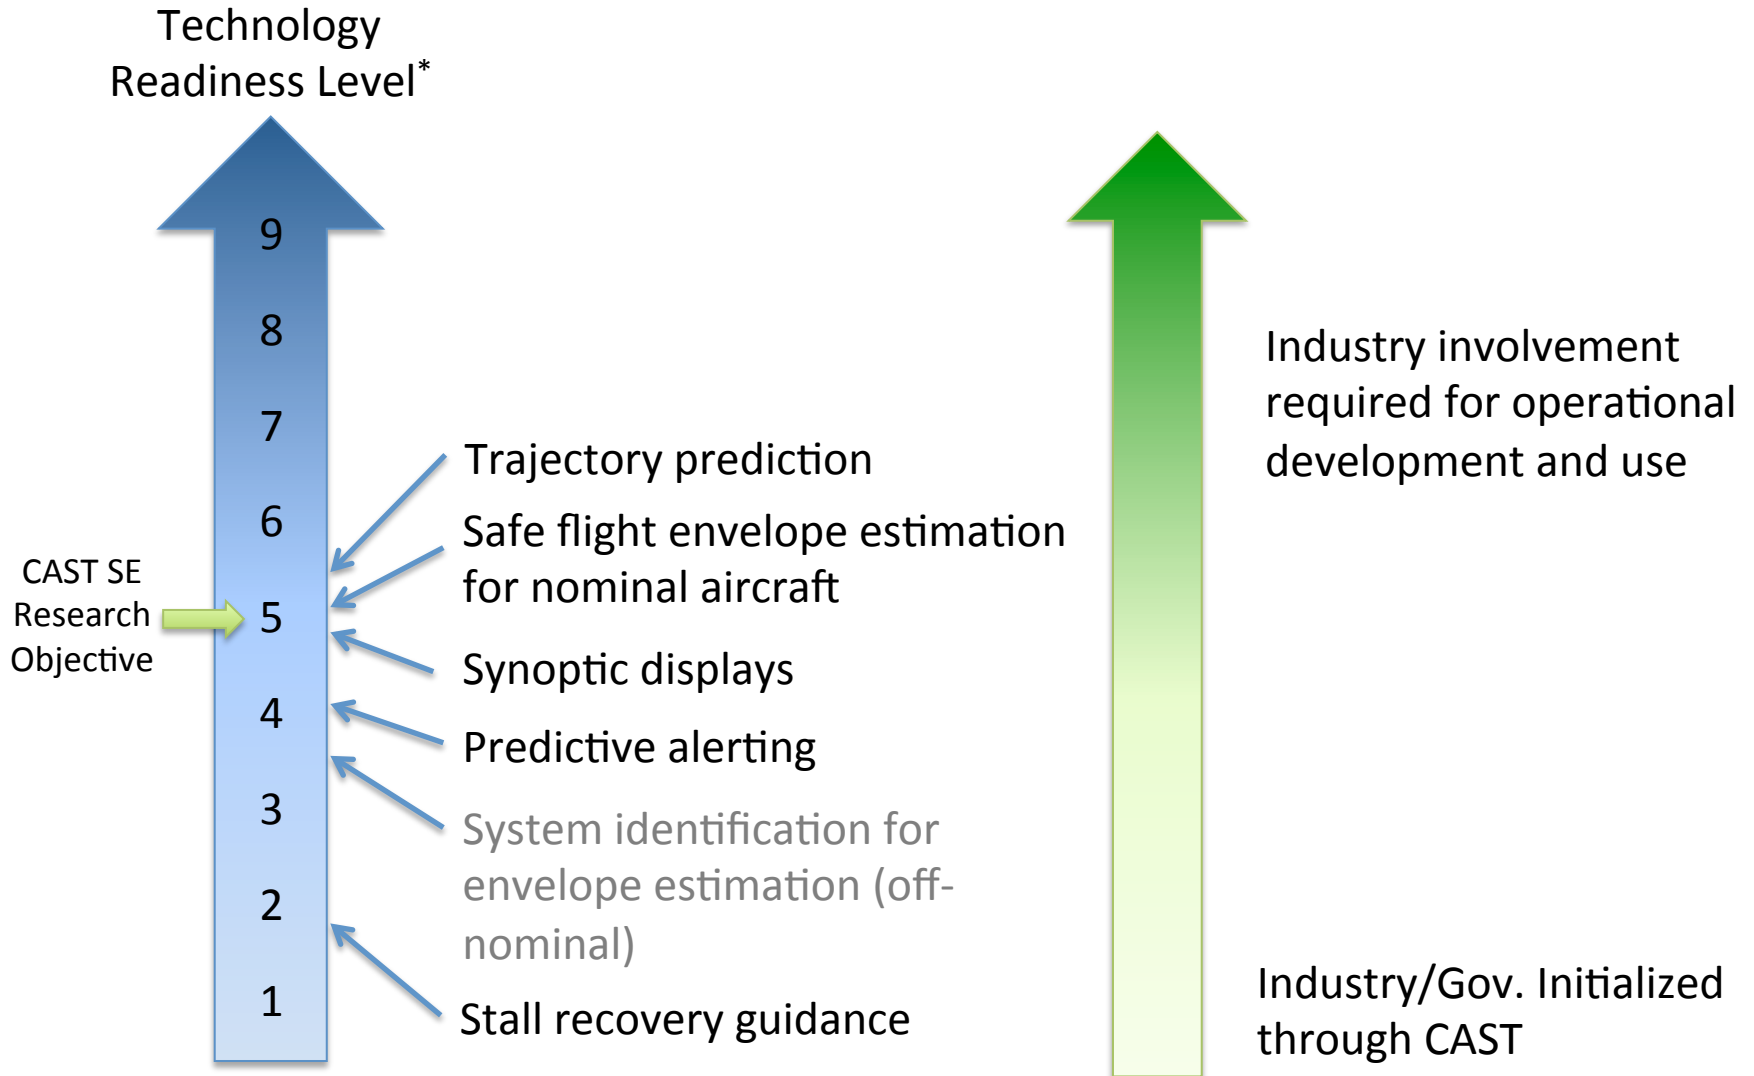 Technology
Readiness Level*
9
8
7
6
5
4
3
2
1
CAST SE
Research
Objective
Trajectory prediction
Safe flight envelope estimation
for nominal aircraft
Synoptic displays
Predictive alerting
System identification for
envelope estimation (off-
nominal)
Stall recovery guidance
Industry involvement
required for operational
development and use
Industry/Gov. Initialized
through CAST